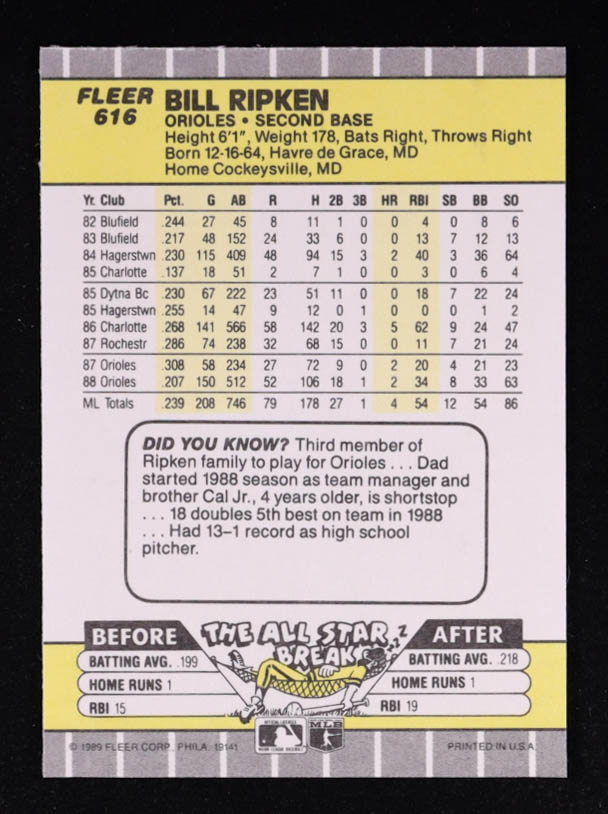 FLEER
616
BILL RIPKEN
ORIOLES • SECOND BASE
Height 6'1", Weight 178, Bats Right, Throws Right
Born 12-16-64, Havre de Grace, MD
Home Cockeysville, MD
Yr. Club Pct. G AB R H 2B 3B HR RBI SB BB SO
82 Blufield .244 27 45 8 11 1 0 0 4 0 8 6
83 Blufield .217 48 152 24 33 6 0 0 13 7 12 13
84 Hagerstwn .230 115 409 48 94 15 3 2 40 3 36 64
85 Charlotte .137 18 51 2 7 1 0 0 3 0 6 4
85 Dytna Bc .230 67 222 23 51 11 0 0 18 7 22 24
85 Hagerstwn .255 14 47 9 12 0 1 0 0 0 1 2
86 Charlotte .268 141 566 58 142 20 3 5 62 9 24 47
87 Rochestr .286 74 238 32 68 15 0 0 11 7 21 24
87 Orioles .308 58 234 27 72 9 0 2 20 4 21 23
88 Orioles .207 150 512 52 106 18 1 2 34 8 33 63
ML Totals .239 208 746 79 178 27 1 4 54 12 54 86
DID YOU KNOW? Third member of
Ripken family to play for Orioles . . . Dad
started 1988 season as team manager and
brother Cal Jr., 4 years older, is shortstop
. . . 18 doubles 5th best on team in 1988
. . . Had 13–1 record as high school
pitcher.
BEFORE THE ALL STAR BREAK z z AFTER
BATTING AVG. .199 BATTING AVG. .218
HOME RUNS 1 HOME RUNS 1
RBI 15 RBI 19
MLB
© 1989 FLEER CORP., PHILA. 19141 PRINTED IN U.S.A.